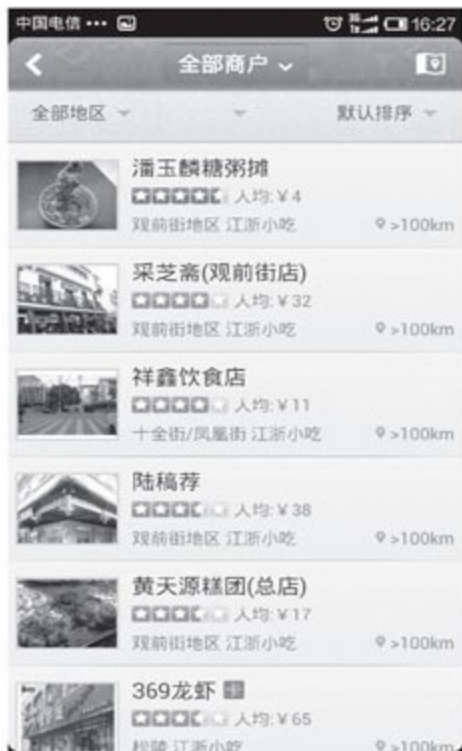 中国电信 ••• 3G 1X 16:27
全部商户
全部地区 默认排序
潘玉麟糖粥摊
人均:￥4
观前街地区 江浙小吃 >100km
采芝斋(观前街店)
人均:￥32
观前街地区 江浙小吃 >100km
祥鑫饮食店
人均:￥11
十全街/凤凰街 江浙小吃 >100km
陆稿荐
人均:￥38
观前街地区 江浙小吃 >100km
黄天源糕团(总店)
人均:￥17
观前街地区 江浙小吃 >100km
369龙虾
人均:￥65
松陵 江浙小吃 >100km